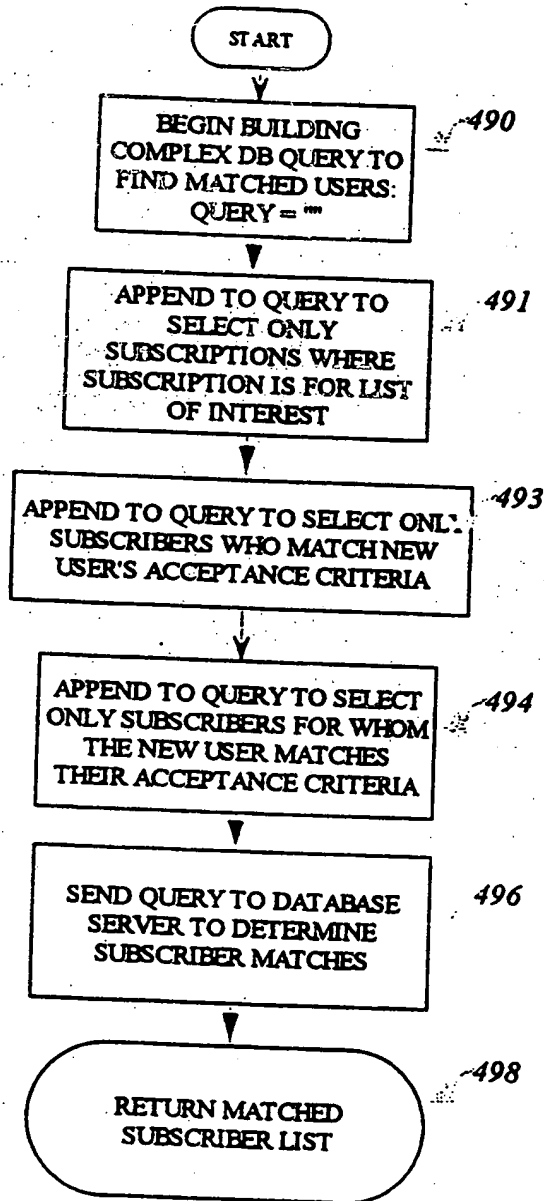 START
BEGIN BUILDING
COMPLEX DB QUERY TO
FIND MATCHED USERS:
QUERY = ""
490
APPEND TO QUERY TO
SELECT ONLY
SUBSCRIPTIONS WHERE
SUBSCRIPTION IS FOR LIST
OF INTEREST
491
APPEND TO QUERY TO SELECT ONLY
SUBSCRIBERS WHO MATCH NEW
USER'S ACCEPTANCE CRITERIA
493
APPEND TO QUERY TO SELECT
ONLY SUBSCRIBERS FOR WHOM
THE NEW USER MATCHES
THEIR ACCEPTANCE CRITERIA
494
SEND QUERY TO DATABASE
SERVER TO DETERMINE
SUBSCRIBER MATCHES
496
RETURN MATCHED
SUBSCRIBER LIST
498